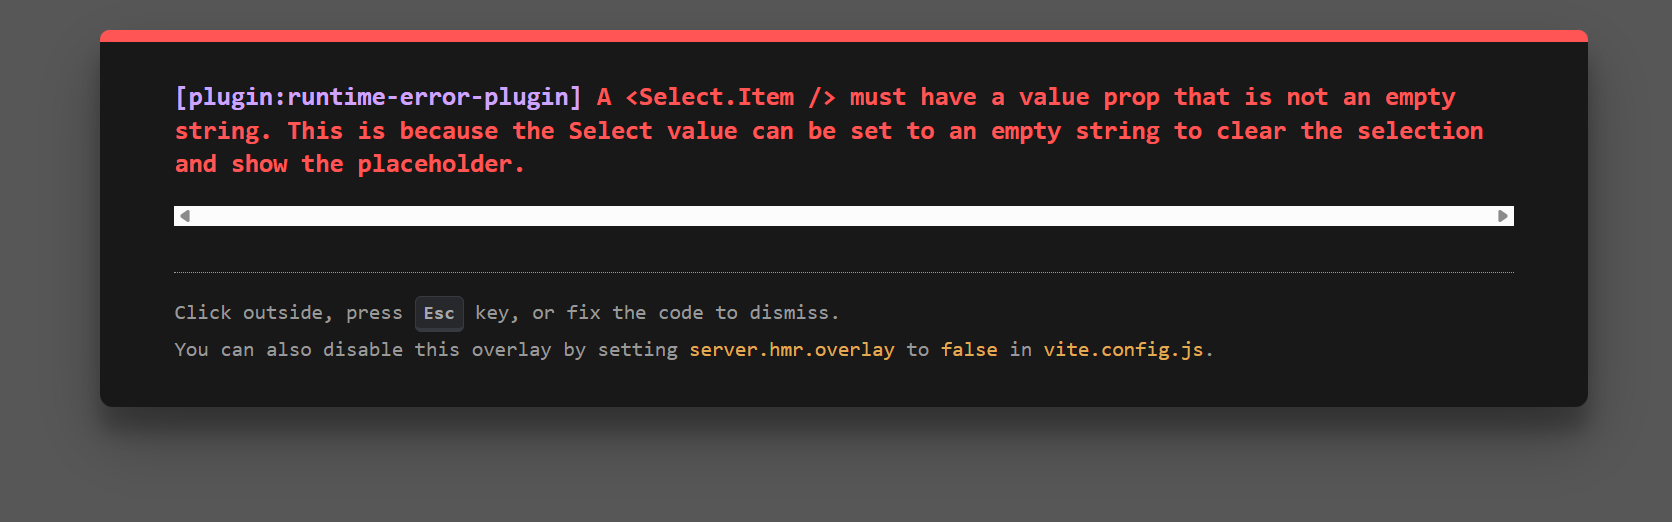 [plugin:runtime-error-plugin] A <Select.Item /> must have a value prop that is not an empty
string. This is because the Select value can be set to an empty string to clear the selection
and show the placeholder.
Click outside, press Esc key, or fix the code to dismiss.
You can also disable this overlay by setting server.hmr.overlay to false in vite.config.js.